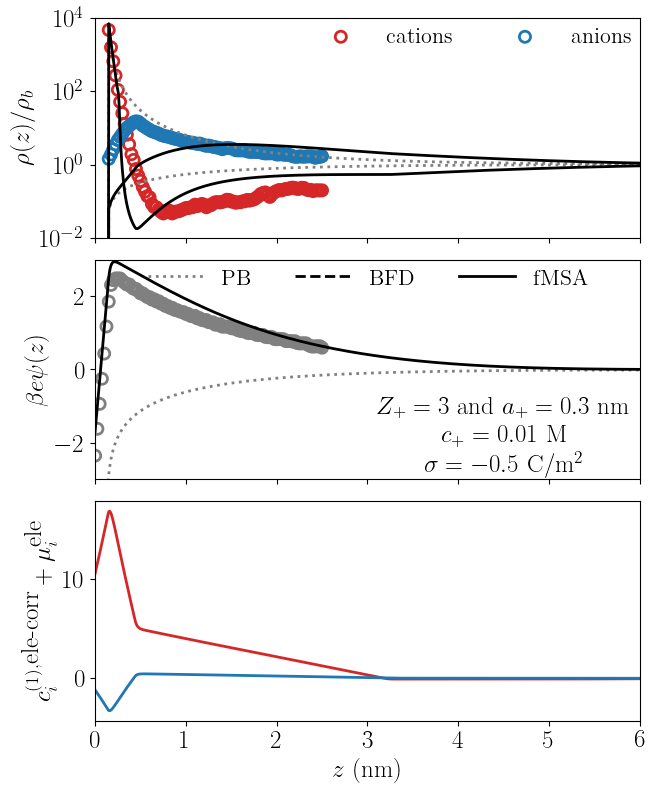 10^4
10^2
10^0
10^{-2}
ρ(z)/ρ_b
cations anions
2
0
−2
βeψ(z)
PB BFD fMSA
Z_+ = 3 and a_+ = 0.3 nm
c_+ = 0.01 M
σ = −0.5 C/m^2
10
0
c_i^{(1),ele-corr} + μ_i^{ele}
0 1 2 3 4 5 6
z (nm)